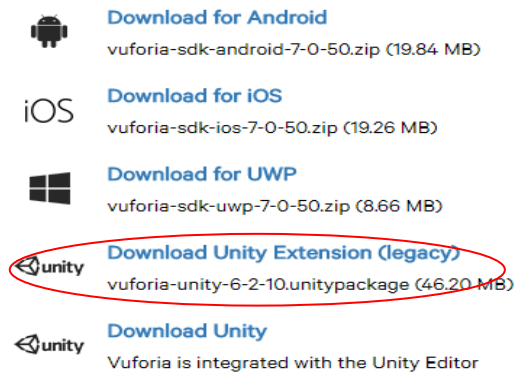 Download for Android
vuforia-sdk-android-7-0-50.zip (19.84 MB)
iOS
Download for iOS
vuforia-sdk-ios-7-0-50.zip (19.26 MB)
Download for UWP
vuforia-sdk-uwp-7-0-50.zip (8.66 MB)
unity
Download Unity Extension (legacy)
vuforia-unity-6-2-10.unitypackage (46.20 MB)
unity
Download Unity
Vuforia is integrated with the Unity Editor